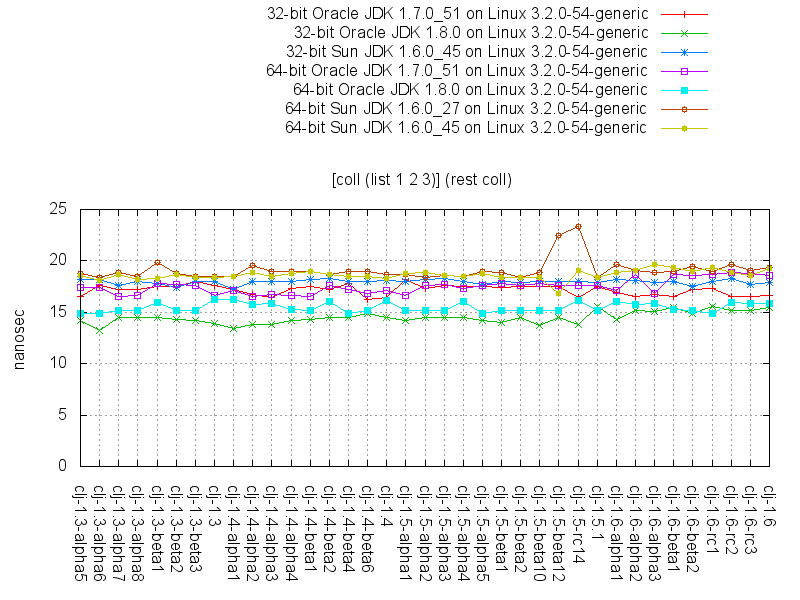 32-bit Oracle JDK 1.7.0_51 on Linux 3.2.0-54-generic
32-bit Oracle JDK 1.8.0 on Linux 3.2.0-54-generic
32-bit Sun JDK 1.6.0_45 on Linux 3.2.0-54-generic
64-bit Oracle JDK 1.7.0_51 on Linux 3.2.0-54-generic
64-bit Oracle JDK 1.8.0 on Linux 3.2.0-54-generic
64-bit Sun JDK 1.6.0_27 on Linux 3.2.0-54-generic
64-bit Sun JDK 1.6.0_45 on Linux 3.2.0-54-generic
[coll (list 1 2 3)] (rest coll)
nanosec
25
20
15
10
5
0
clj-1.3-alpha5
clj-1.3-alpha6
clj-1.3-alpha7
clj-1.3-alpha8
clj-1.3-beta1
clj-1.3-beta2
clj-1.3-beta3
clj-1.3
clj-1.4-alpha1
clj-1.4-alpha2
clj-1.4-alpha3
clj-1.4-alpha4
clj-1.4-beta1
clj-1.4-beta2
clj-1.4-beta4
clj-1.4-beta6
clj-1.4
clj-1.5-alpha1
clj-1.5-alpha2
clj-1.5-alpha3
clj-1.5-alpha4
clj-1.5-alpha5
clj-1.5-beta1
clj-1.5-beta2
clj-1.5-beta10
clj-1.5-beta12
clj-1.5-rc14
clj-1.5.1
clj-1.6-alpha1
clj-1.6-alpha2
clj-1.6-alpha3
clj-1.6-beta1
clj-1.6-beta2
clj-1.6-rc1
clj-1.6-rc2
clj-1.6-rc3
clj-1.6